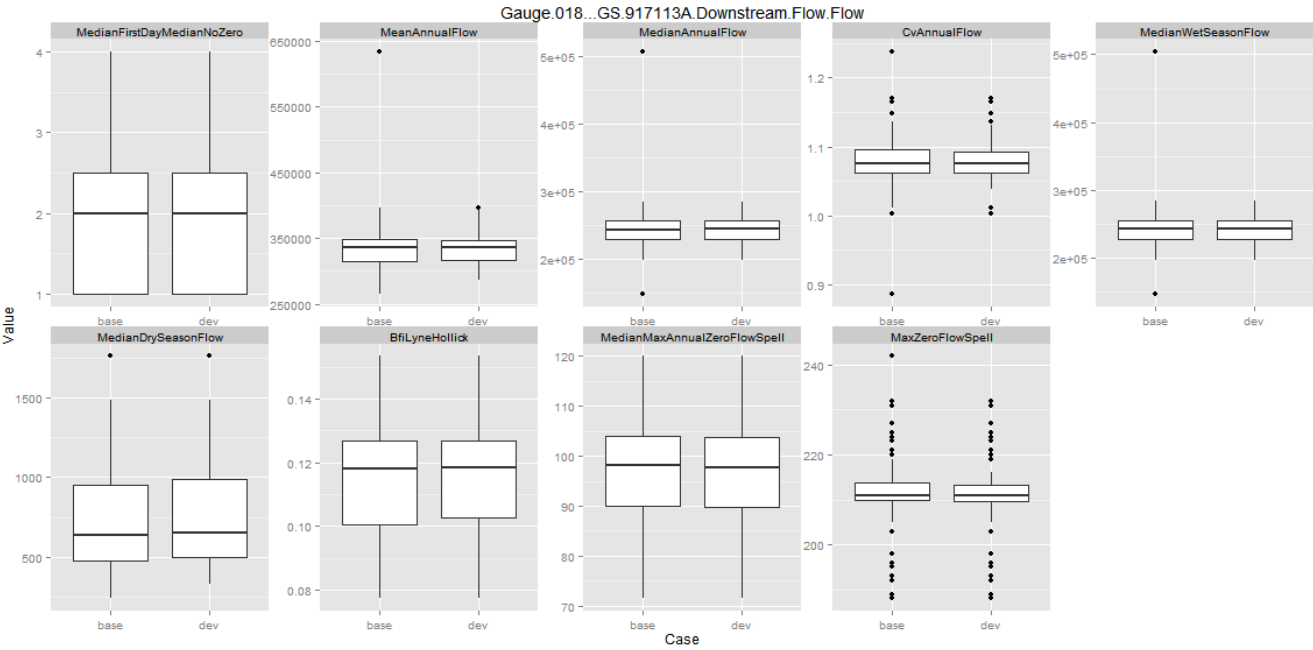 Gauge.018...GS.917113A.Downstream.Flow.Flow
MedianFirstDayMedianNoZero
MeanAnnualFlow
MedianAnnualFlow
CvAnnualFlow
MedianWetSeasonFlow
4
3
2
1
650000
550000
450000
350000
250000
5e+05
4e+05
3e+05
2e+05
1.2
1.1
1.0
0.9
5e+05
4e+05
3e+05
2e+05
base dev
base dev
base dev
base dev
base dev
Value
MedianDrySeasonFlow
BfiLyneHollick
MedianMaxAnnualZeroFlowSpell
MaxZeroFlowSpell
1500
1000
500
0.14
0.12
0.10
0.08
120
110
100
90
80
70
240
220
200
base dev
base dev
base dev
base dev
Case